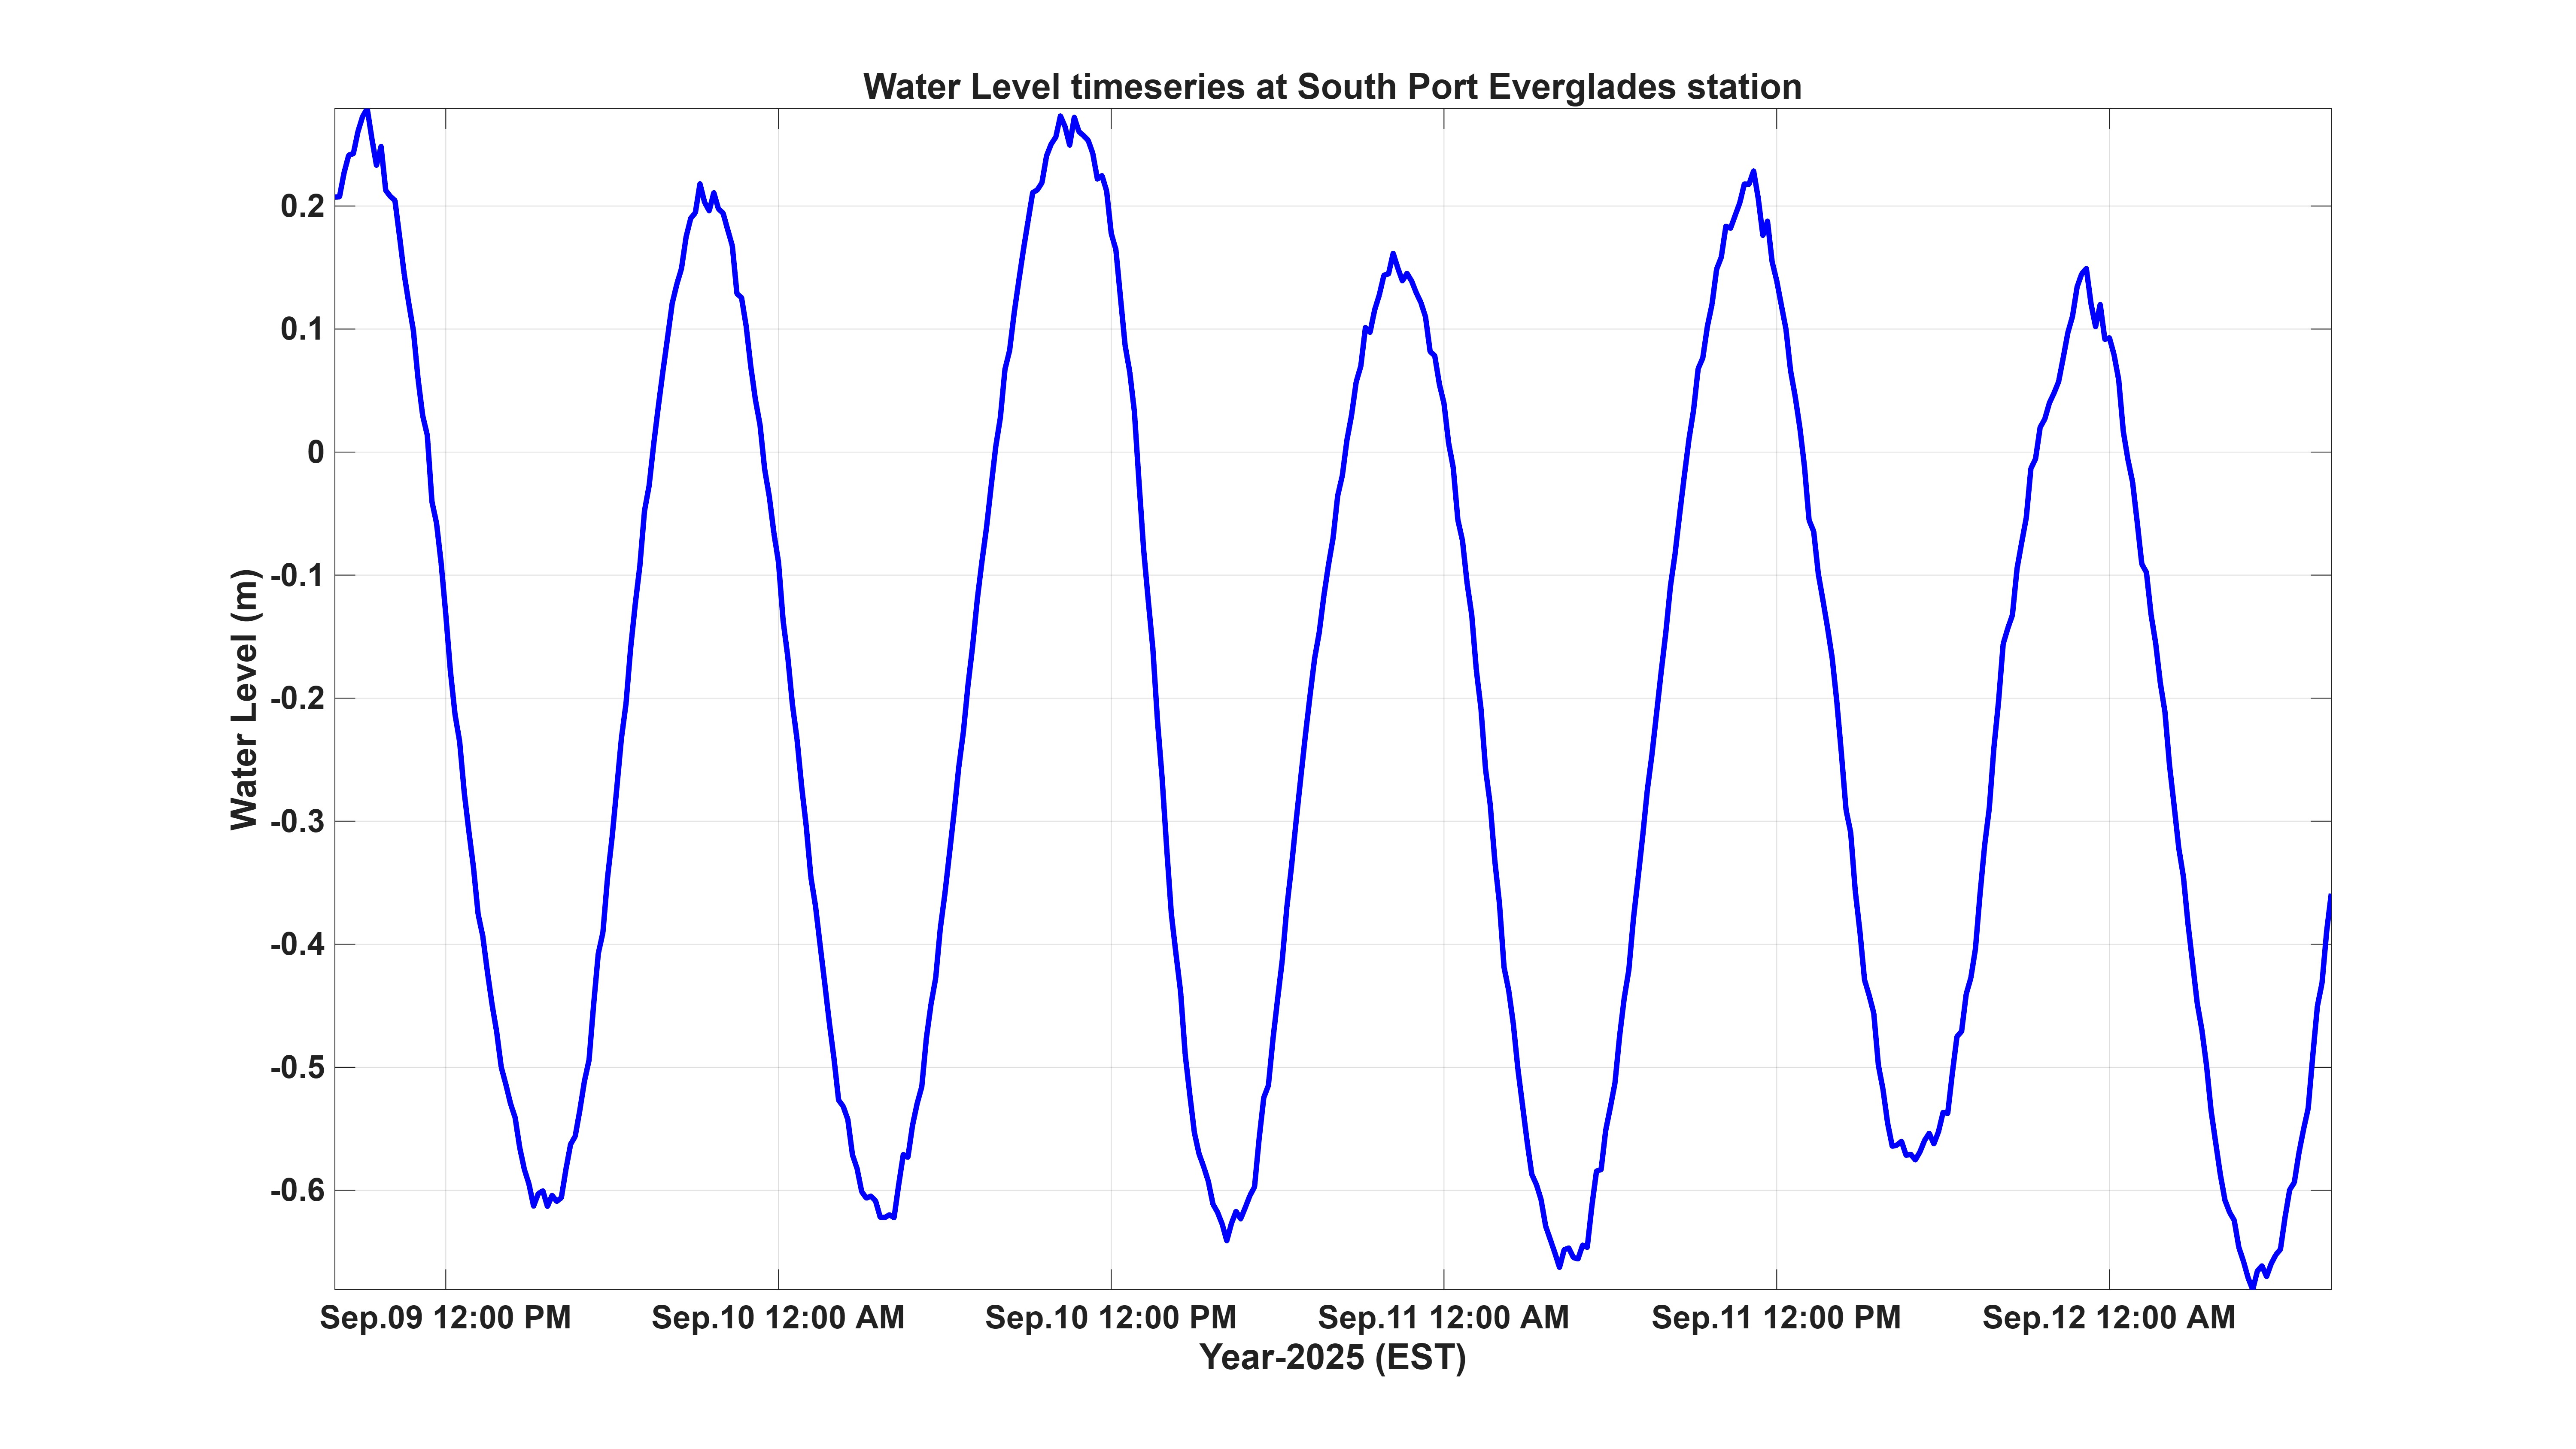 Water Level timeseries at South Port Everglades station
0.2
0.1
0
-0.1
-0.2
-0.3
-0.4
-0.5
-0.6
Water Level (m)
Sep.09 12:00 PM Sep.10 12:00 AM Sep.10 12:00 PM Sep.11 12:00 AM Sep.11 12:00 PM Sep.12 12:00 AM
Year-2025 (EST)